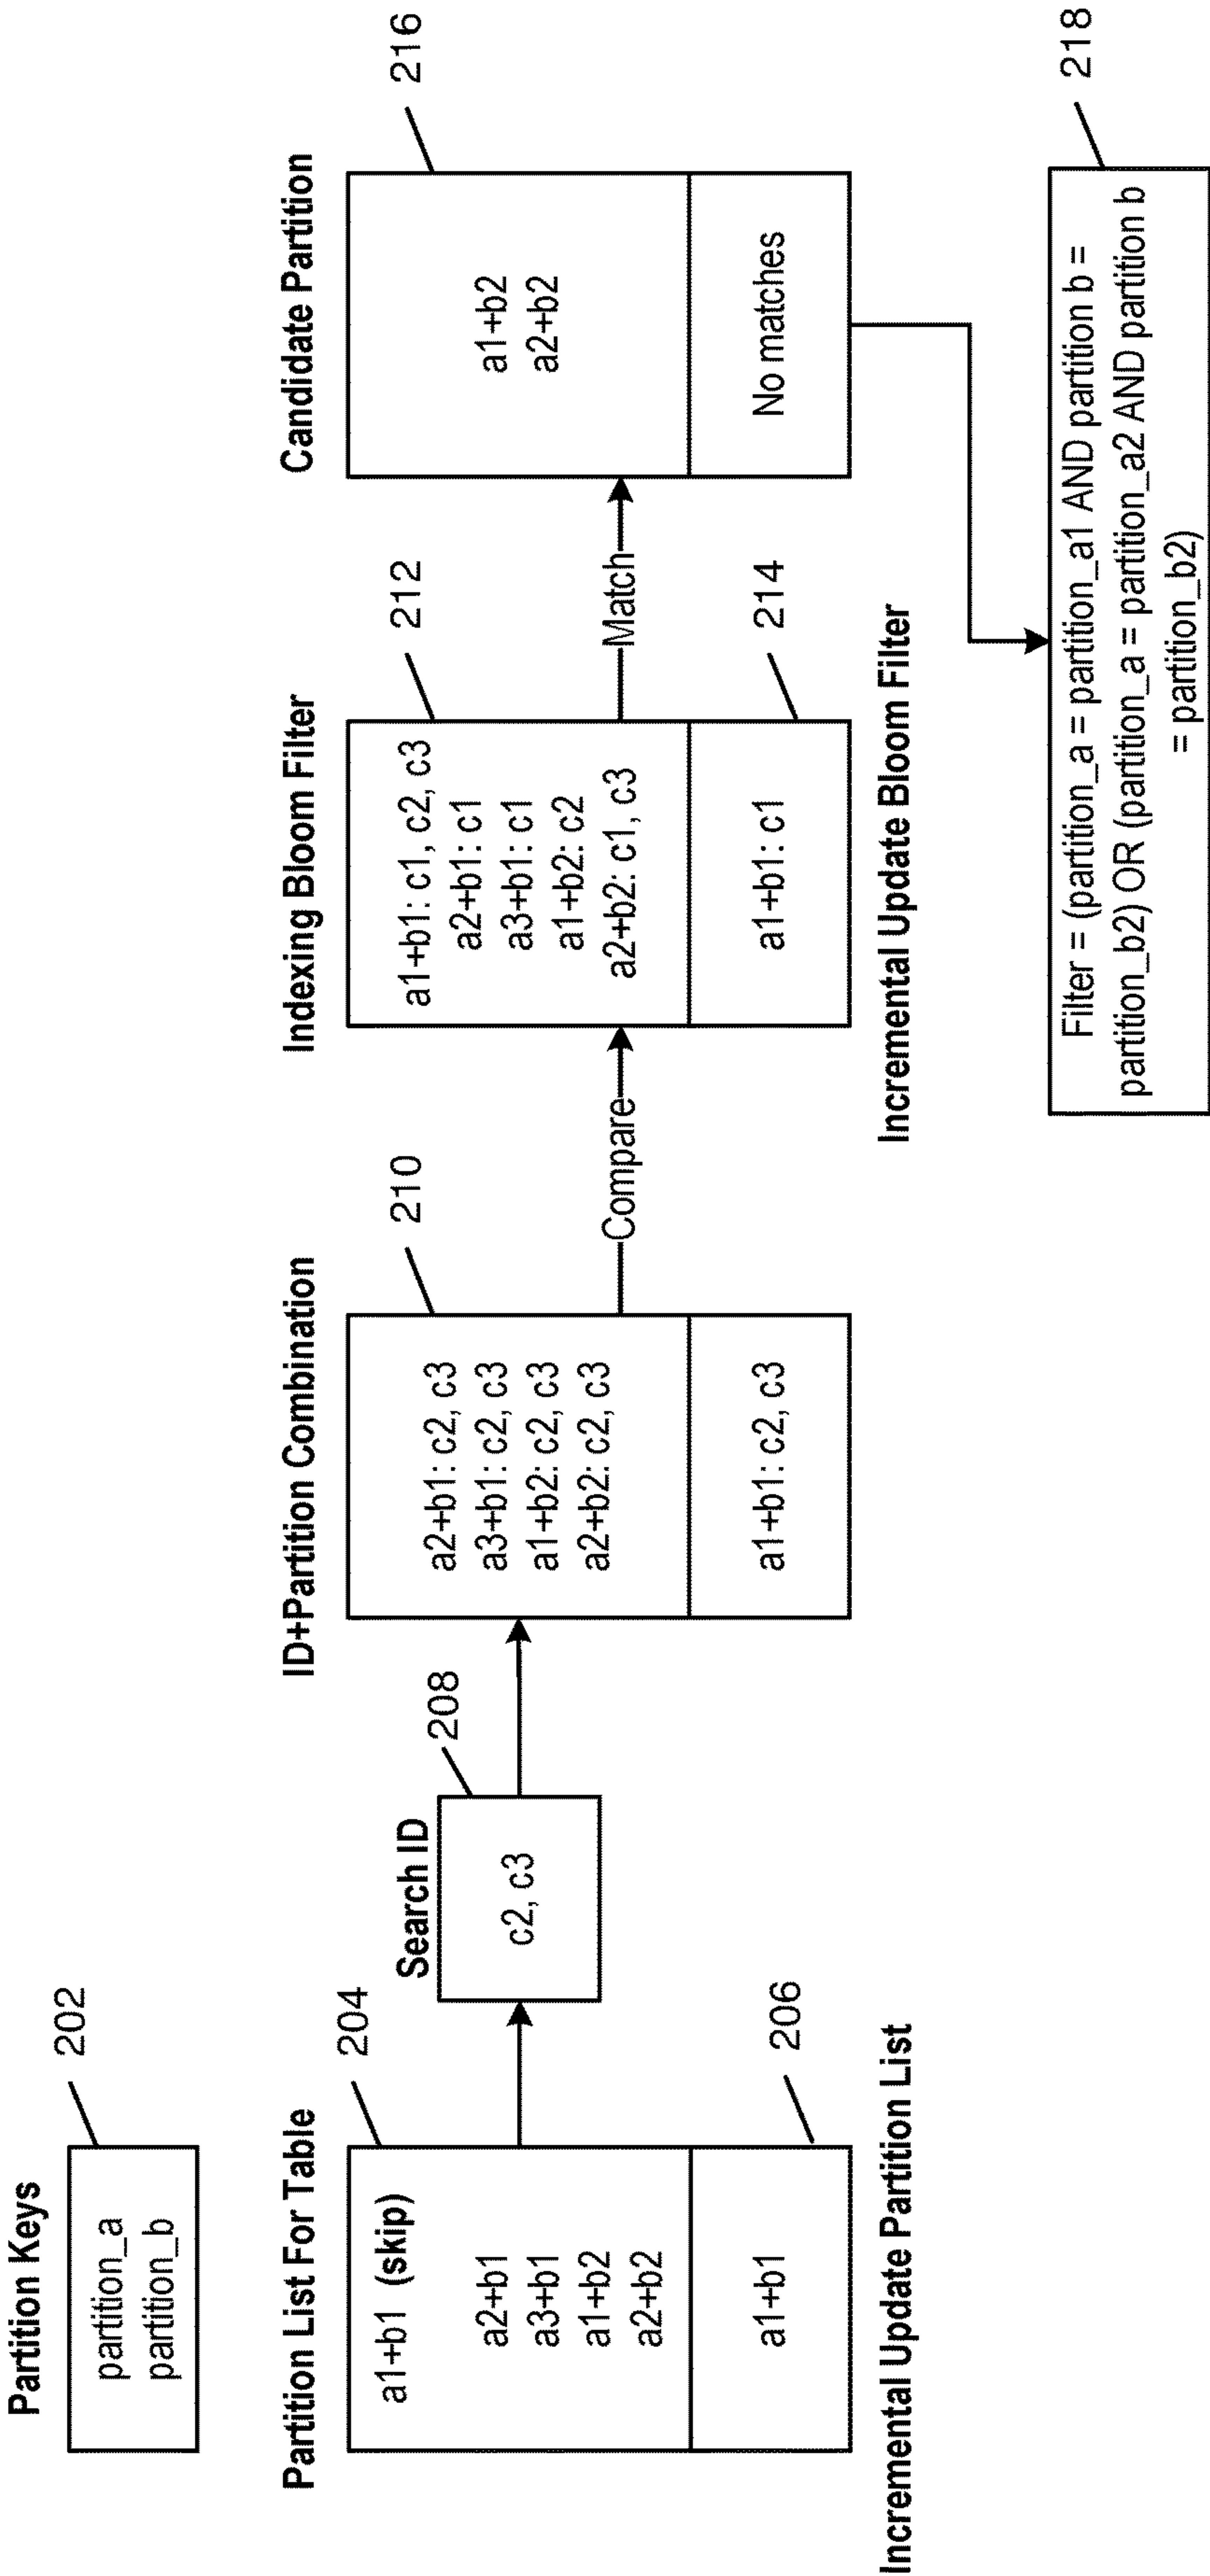 Partition Keys
202
partition_a
partition_b
Partition List For Table
204
a1+b1 (skip)
a2+b1
a3+b1
a1+b2
a2+b2
a1+b1
206
Incremental Update Partition List
Search ID
208
c2, c3
ID+Partition Combination
210
a2+b1: c2, c3
a3+b1: c2, c3
a1+b2: c2, c3
a2+b2: c2, c3
a1+b1: c2, c3
Compare
Indexing Bloom Filter
212
a1+b1: c1, c2, c3
a2+b1: c1
a3+b1: c1
a1+b2: c2
a2+b2: c1, c3
a1+b1: c1
214
Incremental Update Bloom Filter
Match
Candidate Partition
216
a1+b2
a2+b2
No matches
218
Filter = (partition_a = partition_a1 AND partition b =
partition_b2) OR (partition_a = partition_a2 AND partition b
= partition_b2)